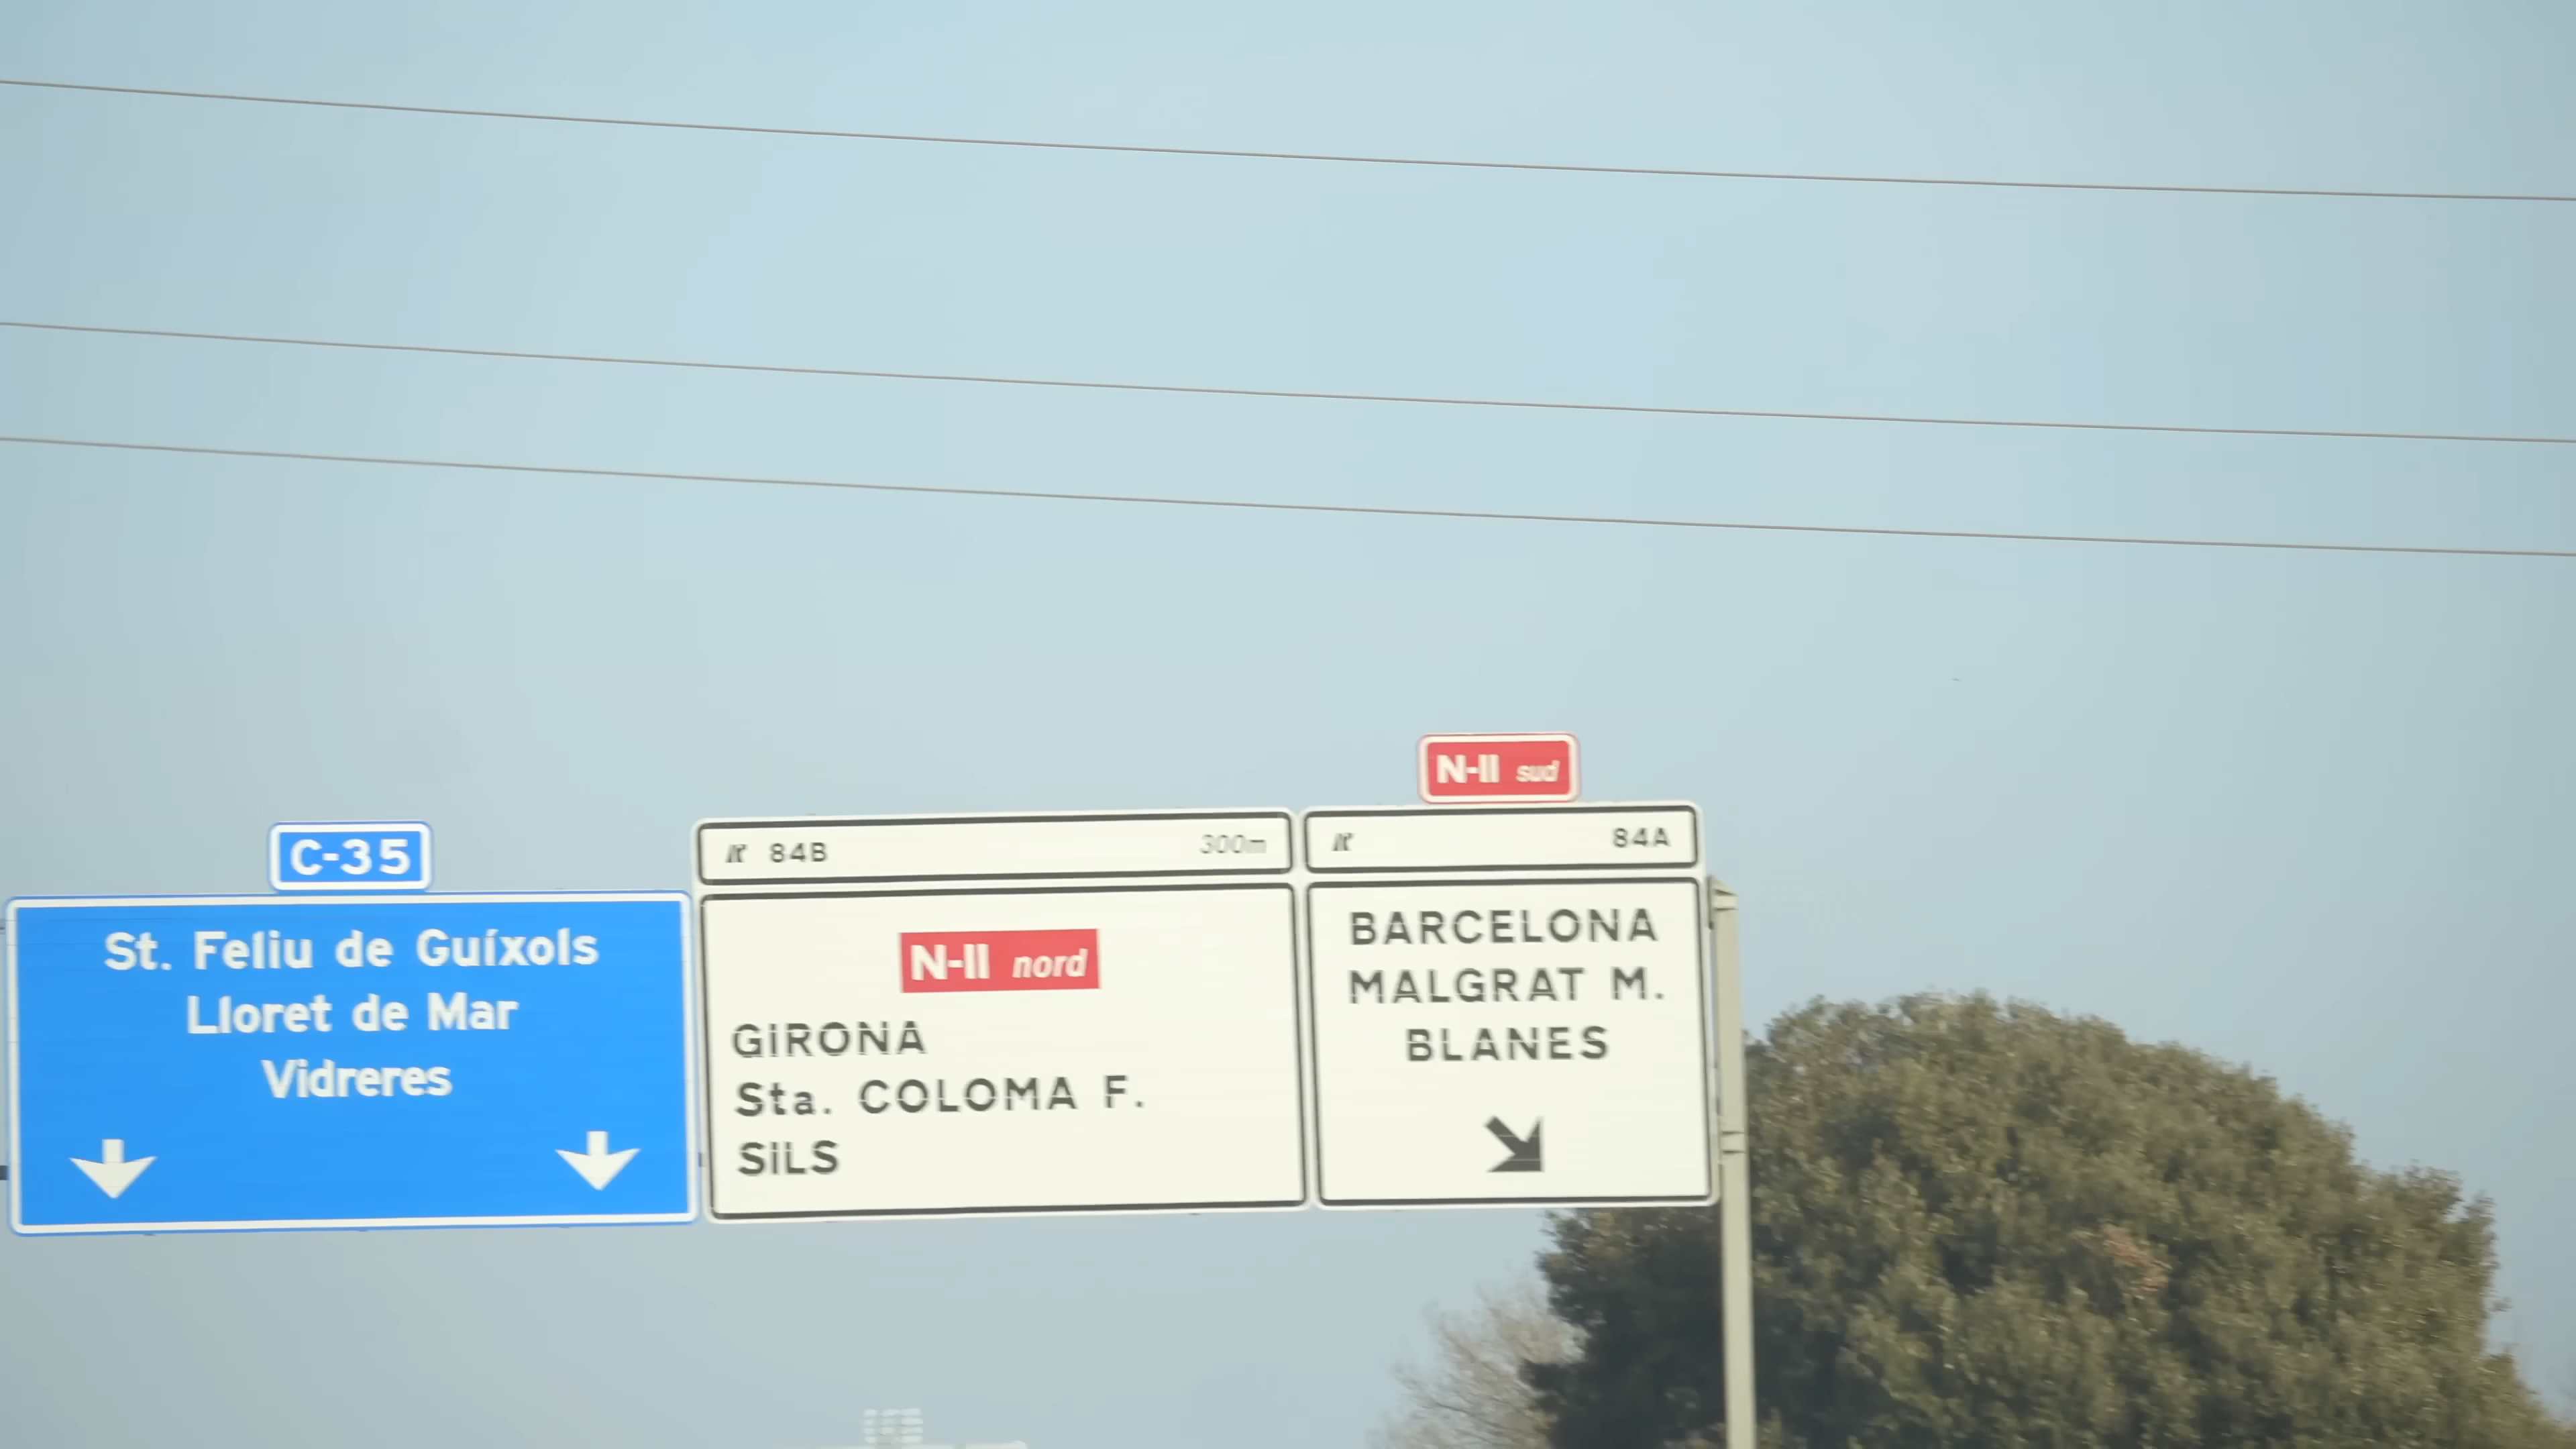 C-35
St. Feliu de Guíxols
Lloret de Mar
Vidreres
84B 300m
N-II nord
GIRONA
Sta. COLOMA F.
SILS
N-II sud
84A
BARCELONA
MALGRAT M.
BLANES